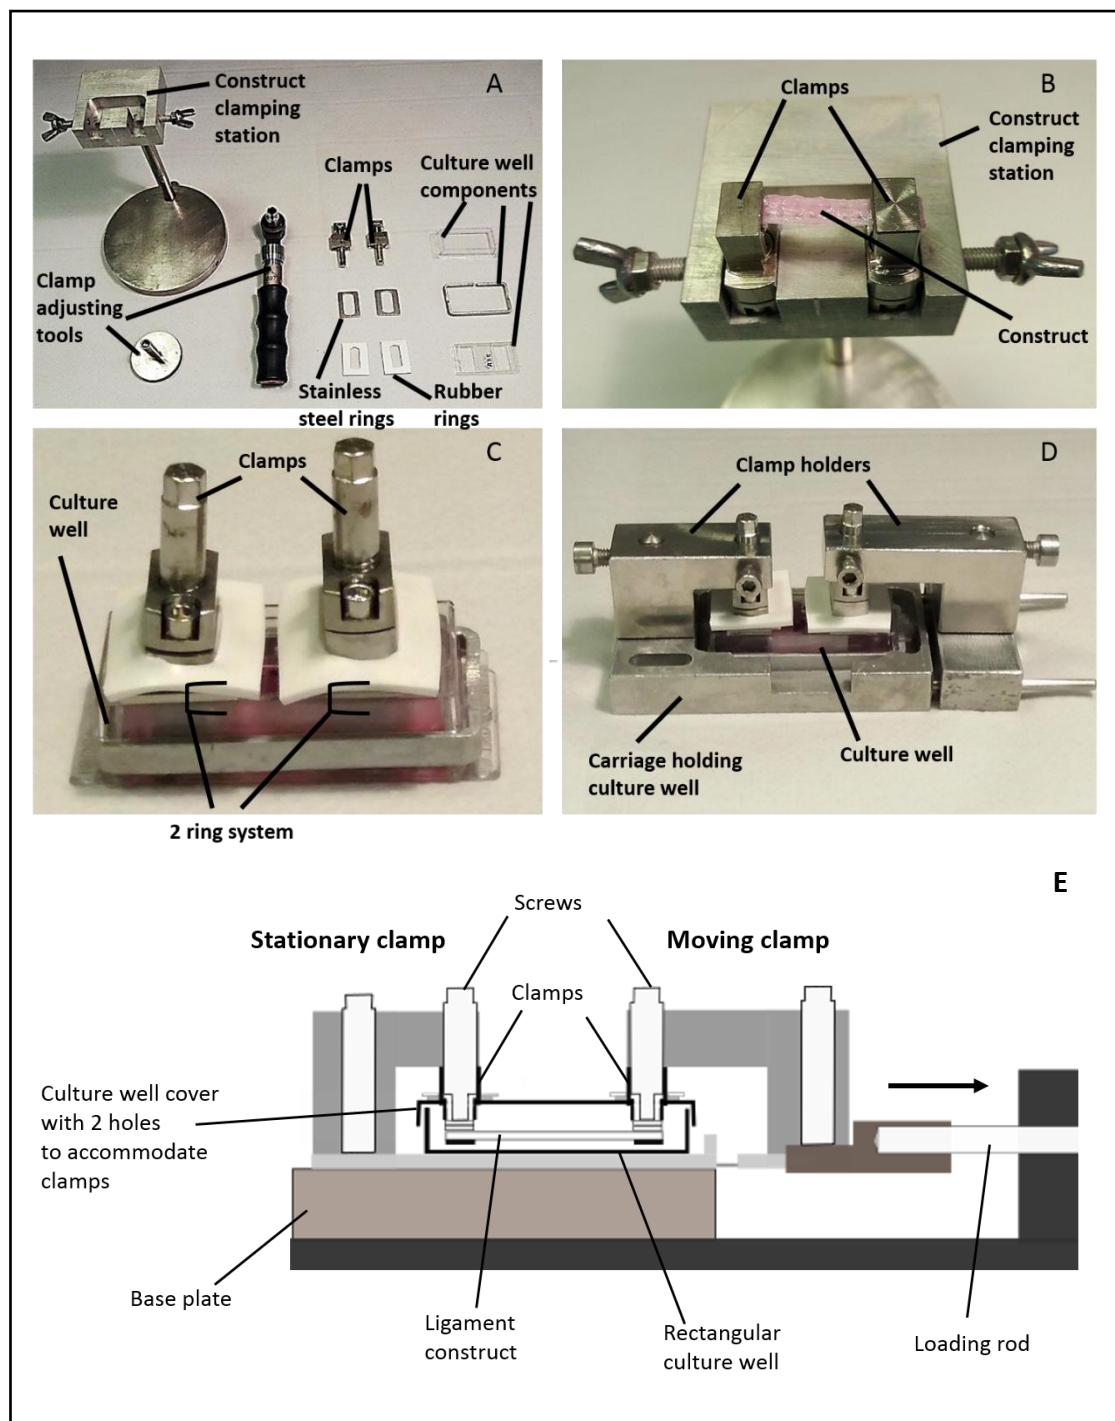 A
Construct
clamping
station
Clamps
Culture well
components
Clamp
adjusting
tools
Stainless
steel rings
Rubber
rings
B
Clamps
Construct
clamping
station
Construct
C
Clamps
Culture
well
2 ring system
D
Clamp holders
Carriage holding
culture well
Culture well
E
Screws
Stationary clamp
Moving clamp
Clamps
Culture well cover
with 2 holes
to accommodate
clamps
Base plate
Ligament
construct
Rectangular
culture well
Loading rod